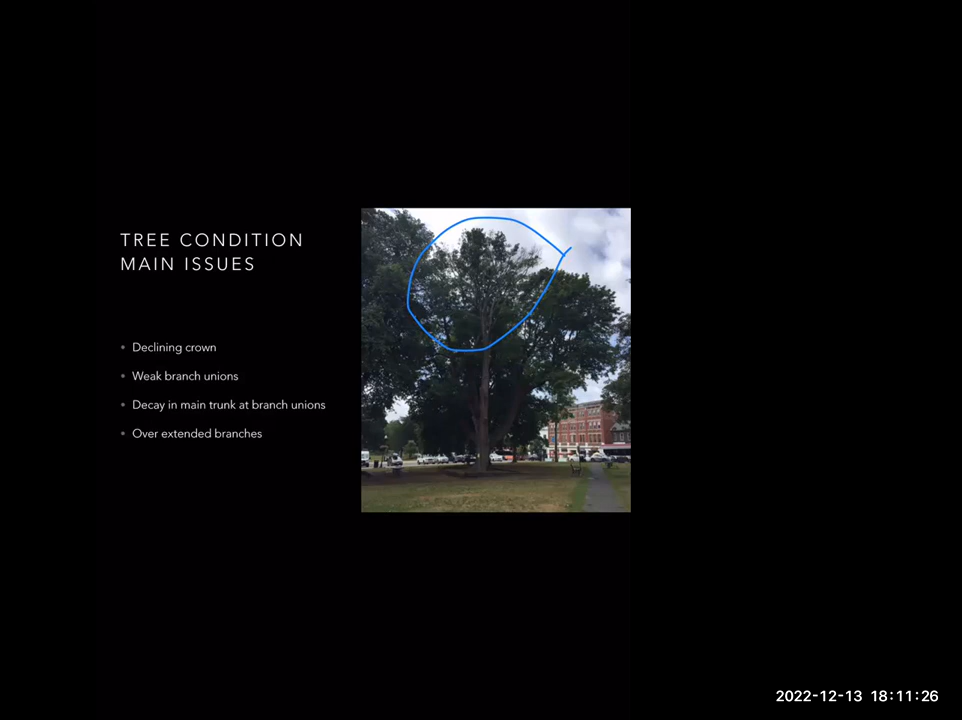 TREE CONDITION
MAIN ISSUES
• Declining crown
• Weak branch unions
• Decay in main trunk at branch unions
• Over extended branches
2022-12-13 18:11:26